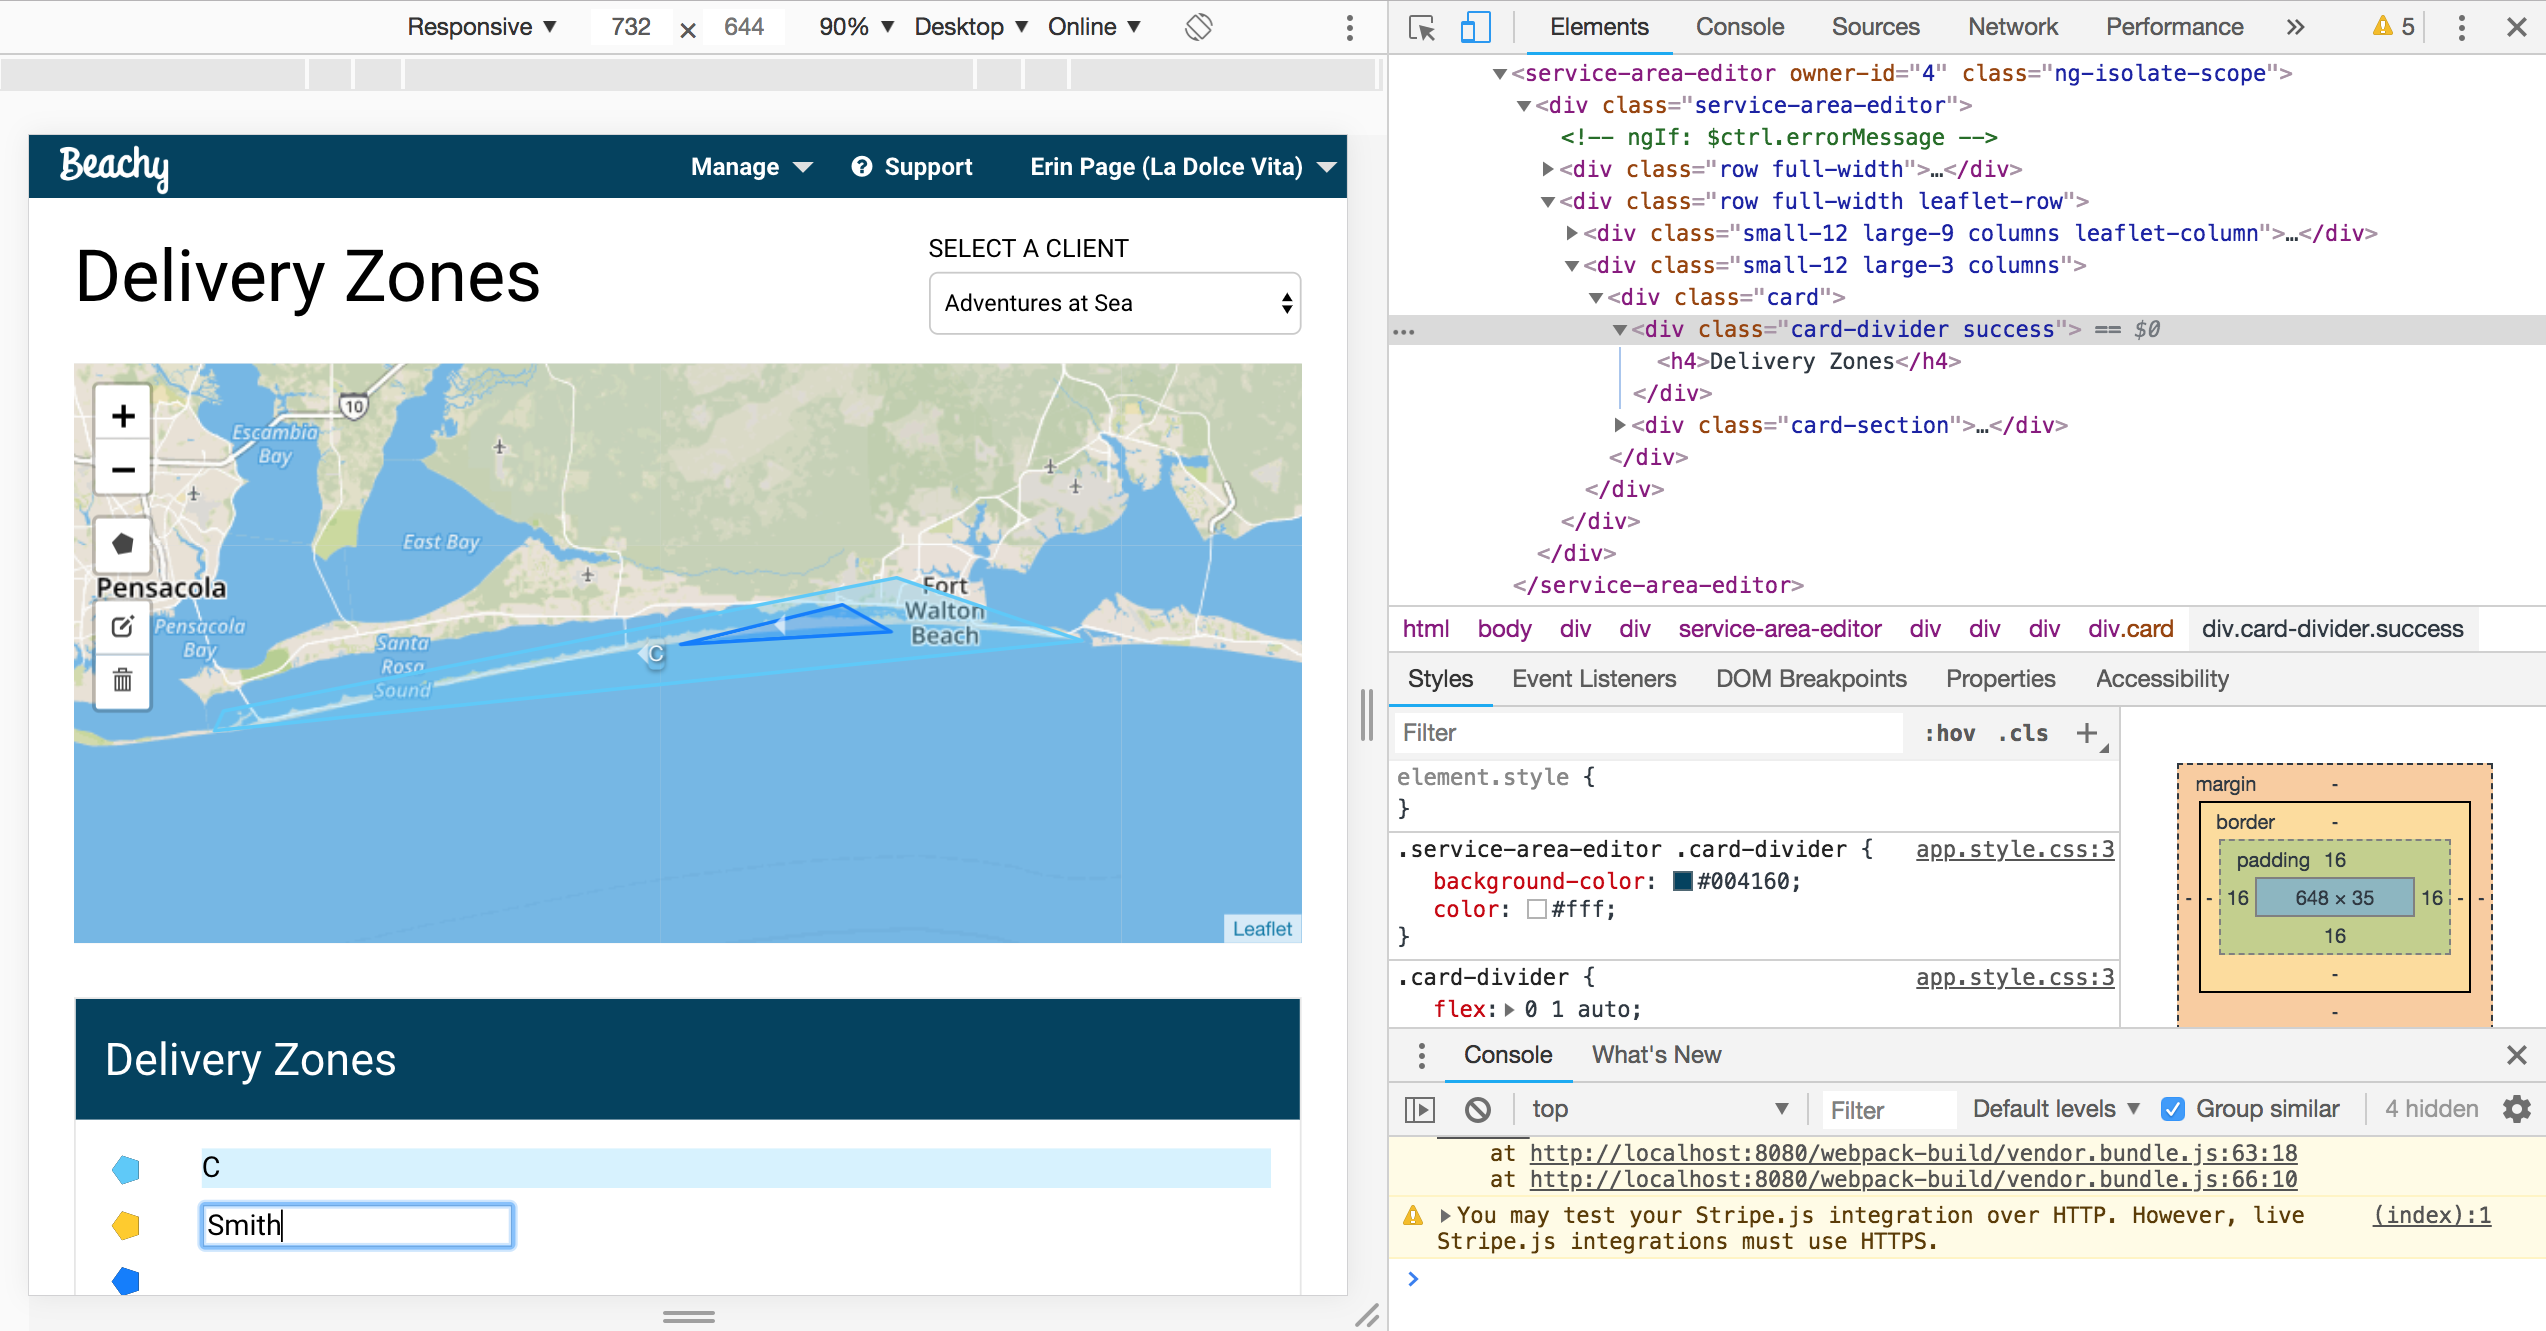 Responsive ▼ 732 × 644 90% ▼ Desktop ▼ Online ▼
Beachy
Manage
? Support
Erin Page (La Dolce Vita)
Delivery Zones
SELECT A CLIENT
Adventures at Sea
+
−
10
Escambia
Bay
East Bay
Pensacola
Pensacola
Bay
Santa
Rosa
Sound
Fort
Walton
Beach
C
Leaflet
Delivery Zones
C
Smith
Elements Console Sources Network Performance » 5
▼<service-area-editor owner-id="4" class="ng-isolate-scope">
▼<div class="service-area-editor">
<!-- ngIf: $ctrl.errorMessage -->
▶<div class="row full-width">…</div>
▼<div class="row full-width leaflet-row">
▶<div class="small-12 large-9 columns leaflet-column">…</div>
▼<div class="small-12 large-3 columns">
▼<div class="card">
… ▼<div class="card-divider success"> == $0
<h4>Delivery Zones</h4>
</div>
▶<div class="card-section">…</div>
</div>
</div>
</div>
</div>
</service-area-editor>
html body div div service-area-editor div div div div.card div.card-divider.success
Styles Event Listeners DOM Breakpoints Properties Accessibility
Filter :hov .cls +
element.style {
}
.service-area-editor .card-divider { app.style.css:3
background-color: #004160;
color: #fff;
}
.card-divider { app.style.css:3
flex:▶ 0 1 auto;
margin -
border -
padding 16
- - 16 648 × 35 16 - -
16
-
-
Console What's New
top ▼ Filter Default levels ▼ Group similar 4 hidden
at http://localhost:8080/webpack-build/vendor.bundle.js:63:18
at http://localhost:8080/webpack-build/vendor.bundle.js:66:10
▶You may test your Stripe.js integration over HTTP. However, live (index):1
Stripe.js integrations must use HTTPS.
>